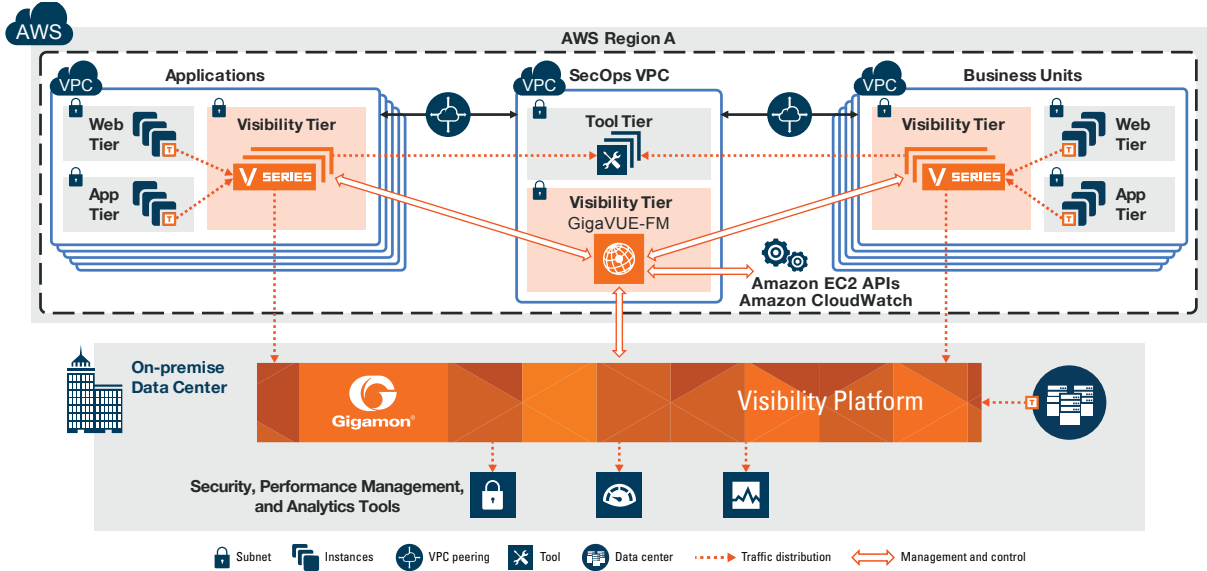 AWS
AWS Region A
Applications
SecOps VPC
Business Units
VPC
VPC
VPC
Web
Tier
Visibility Tier
Tool Tier
Visibility Tier
Web
Tier
T
T
V SERIES
V SERIES
App
Tier
T
Visibility Tier
GigaVUE-FM
App
Tier
T
Amazon EC2 APIs
Amazon CloudWatch
On-premise
Data Center
Gigamon®
Visibility Platform
T
Security, Performance Management,
and Analytics Tools
Subnet
Instances
VPC peering
Tool
Data center
Traffic distribution
Management and control